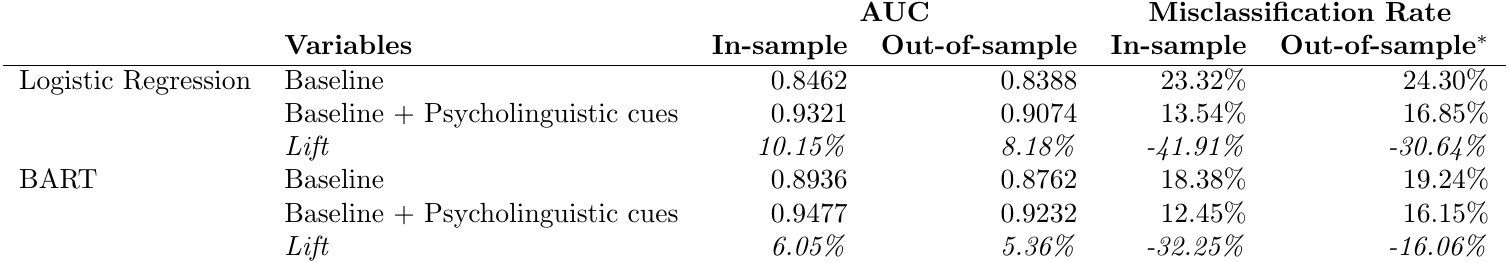 AUC Misclassification Rate
Variables In-sample Out-of-sample In-sample Out-of-sample*
Logistic Regression Baseline 0.8462 0.8388 23.32% 24.30%
Baseline + Psycholinguistic cues 0.9321 0.9074 13.54% 16.85%
Lift 10.15% 8.18% -41.91% -30.64%
BART Baseline 0.8936 0.8762 18.38% 19.24%
Baseline + Psycholinguistic cues 0.9477 0.9232 12.45% 16.15%
Lift 6.05% 5.36% -32.25% -16.06%